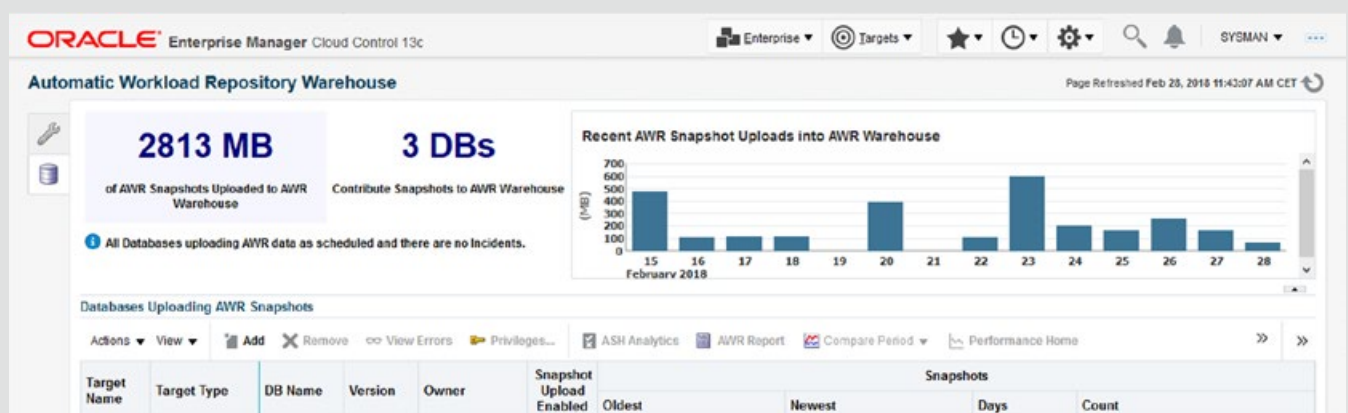 ORACLE Enterprise Manager Cloud Control 13c
Enterprise ▼ Targets ▼ SYSMAN ▼
Automatic Workload Repository Warehouse
Page Refreshed Feb 28, 2018 11:43:07 AM CET
2813 MB
of AWR Snapshots Uploaded to AWR
Warehouse
3 DBs
Contribute Snapshots to AWR Warehouse
All Databases uploading AWR data as scheduled and there are no Incidents.
Recent AWR Snapshot Uploads into AWR Warehouse
(MB)
700
600
500
400
300
200
100
0
15 16 17 18 19 20 21 22 23 24 25 26 27 28
February 2018
Databases Uploading AWR Snapshots
Actions ▼ View ▼ Add Remove View Errors Privileges... ASH Analytics AWR Report Compare Period ▼ Performance Home » »
Target Name
Target Type
DB Name
Version
Owner
Snapshot Upload Enabled
Snapshots
Oldest Newest Days Count